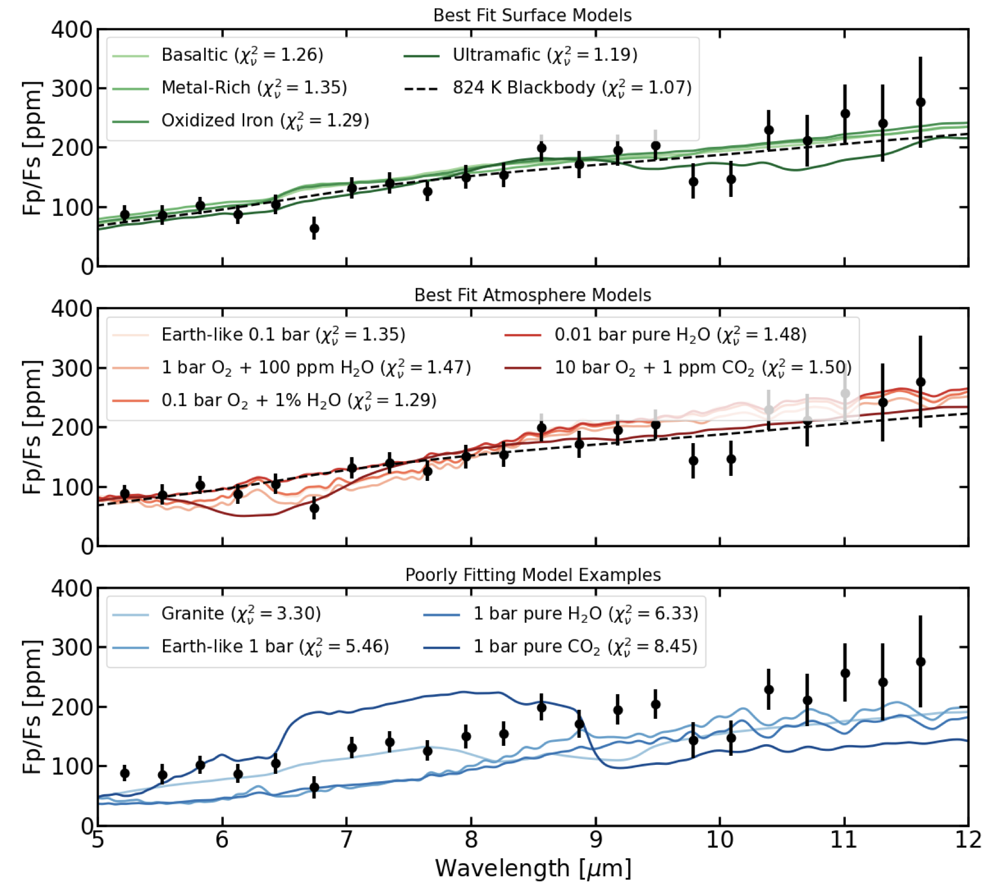 Best Fit Surface Models
400
300
200
100
0
Fp/Fs [ppm]
Basaltic (χ²ᵥ = 1.26)
Metal-Rich (χ²ᵥ = 1.35)
Oxidized Iron (χ²ᵥ = 1.29)
Ultramafic (χ²ᵥ = 1.19)
824 K Blackbody (χ²ᵥ = 1.07)
Best Fit Atmosphere Models
400
300
200
100
0
Fp/Fs [ppm]
Earth-like 0.1 bar (χ²ᵥ = 1.35)
1 bar O₂ + 100 ppm H₂O (χ²ᵥ = 1.47)
0.1 bar O₂ + 1% H₂O (χ²ᵥ = 1.29)
0.01 bar pure H₂O (χ²ᵥ = 1.48)
10 bar O₂ + 1 ppm CO₂ (χ²ᵥ = 1.50)
Poorly Fitting Model Examples
400
300
200
100
0
Fp/Fs [ppm]
Granite (χ²ᵥ = 3.30)
Earth-like 1 bar (χ²ᵥ = 5.46)
1 bar pure H₂O (χ²ᵥ = 6.33)
1 bar pure CO₂ (χ²ᵥ = 8.45)
5 6 7 8 9 10 11 12
Wavelength [μm]